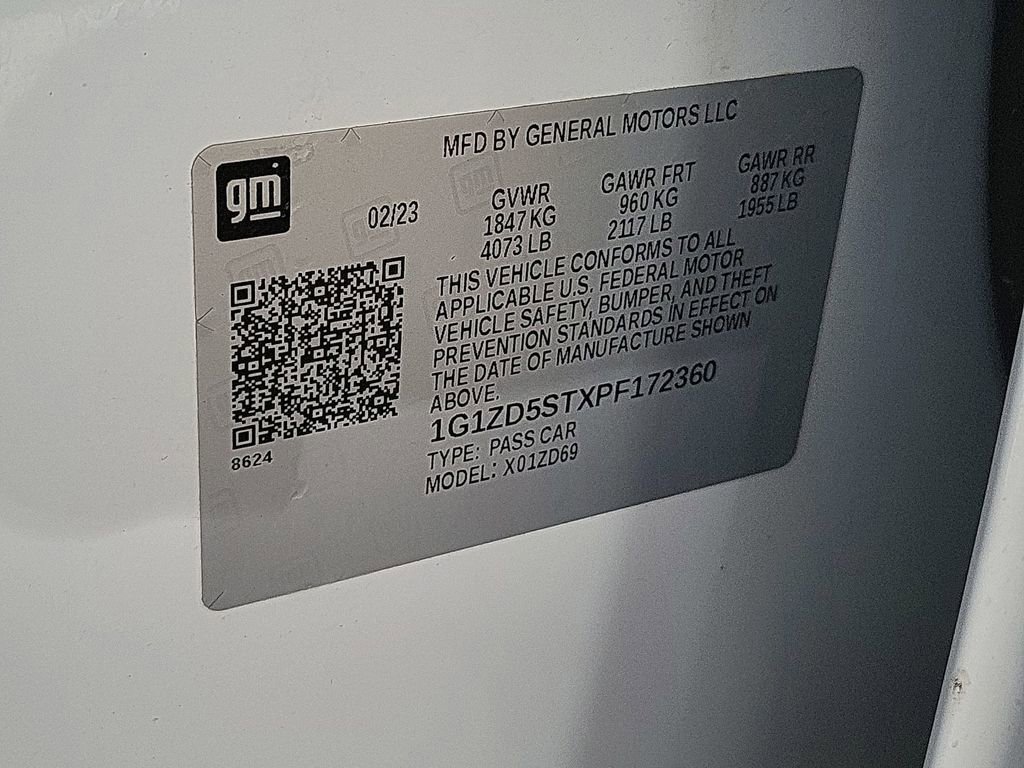 MFD BY GENERAL MOTORS LLC
gm
02/23
GVWR
1847 KG
4073 LB
GAWR FRT
960 KG
2117 LB
GAWR RR
887 KG
1955 LB
THIS VEHICLE CONFORMS TO ALL
APPLICABLE U.S. FEDERAL MOTOR
VEHICLE SAFETY, BUMPER, AND THEFT
PREVENTION STANDARDS IN EFFECT ON
THE DATE OF MANUFACTURE SHOWN
ABOVE.
1G1ZD5STXPF172360
TYPE: PASS CAR
MODEL: X01ZD69
8624